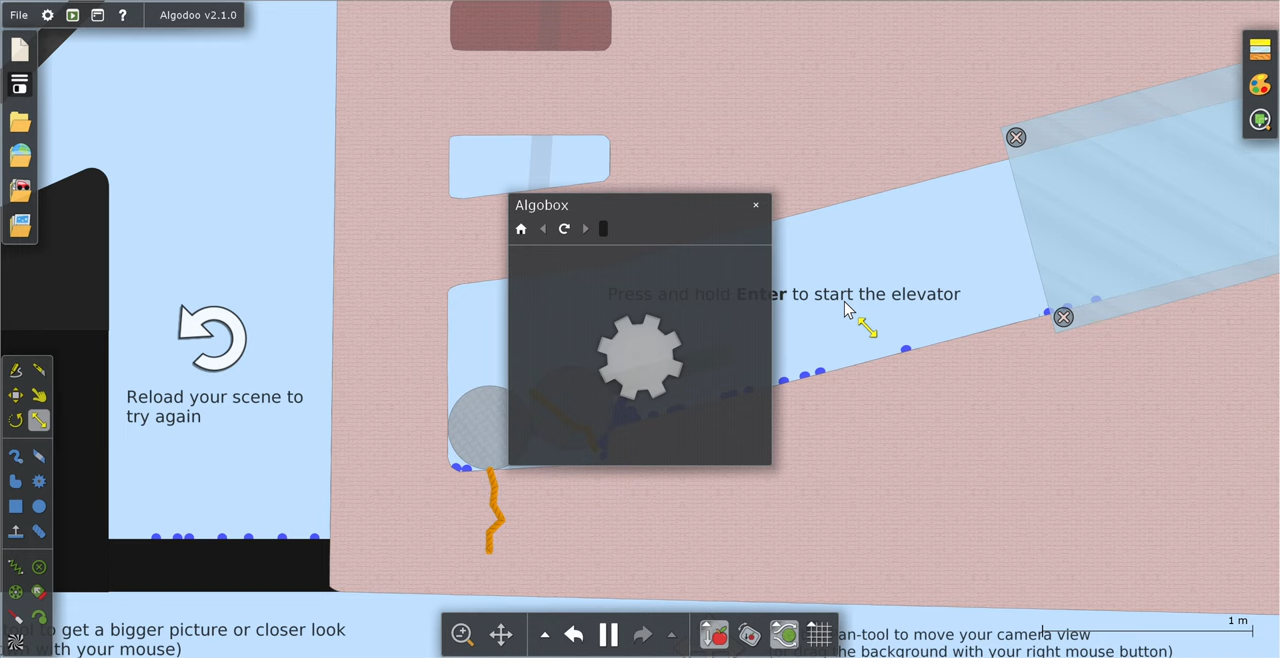 File ? Algodoo v2.1.0
Algobox ×
Press and hold Enter to start the elevator
Reload your scene to
try again
1 m
to get a bigger picture or closer look
with your mouse)
an-tool to move your camera view
(or drag the background with your right mouse button)